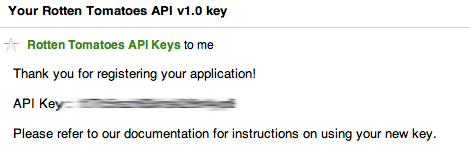 Your Rotten Tomatoes API v1.0 key
Rotten Tomatoes API Keys to me
Thank you for registering your application!
API Key
Please refer to our documentation for instructions on using your new key.